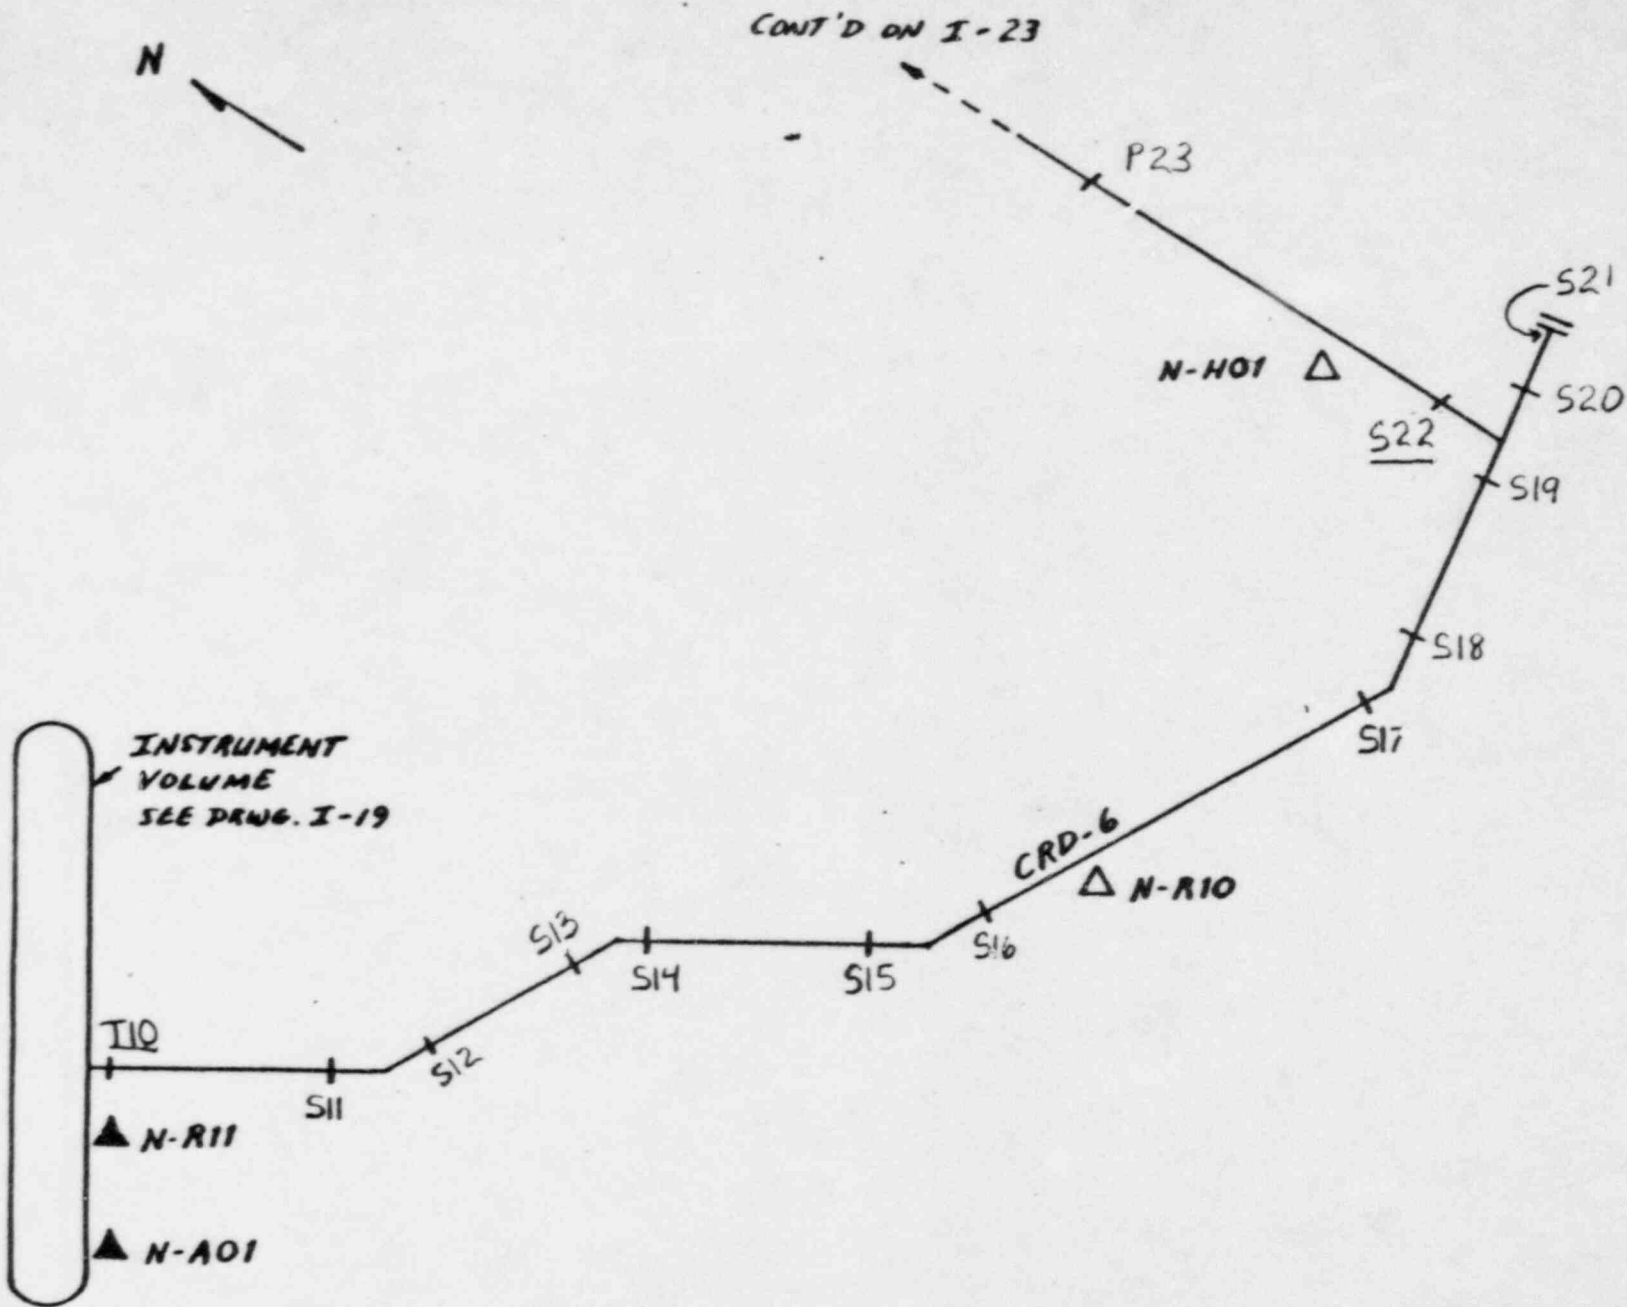 CONT'D ON I-23
N
P23
S21
N-H01
S20
S22
S19
S18
S17
INSTRUMENT
VOLUME
SEE DRWG. I-19
CRD-6
N-R10
S16
S13
S14
S15
I10
S12
S11
N-R11
N-A01